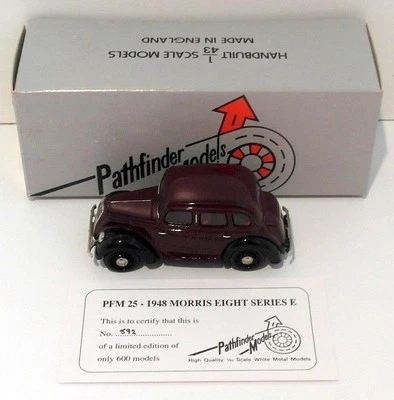 HANDBUILT 1/43 SCALE MODELS
MADE IN ENGLAND
Pathfinder Models
PFM 25 - 1948 MORRIS EIGHT SERIES E
This is to certify that this is
No. 592
of a limited edition of
only 600 models
Pathfinder Models
High Quality 1/43 Scale White Metal Models